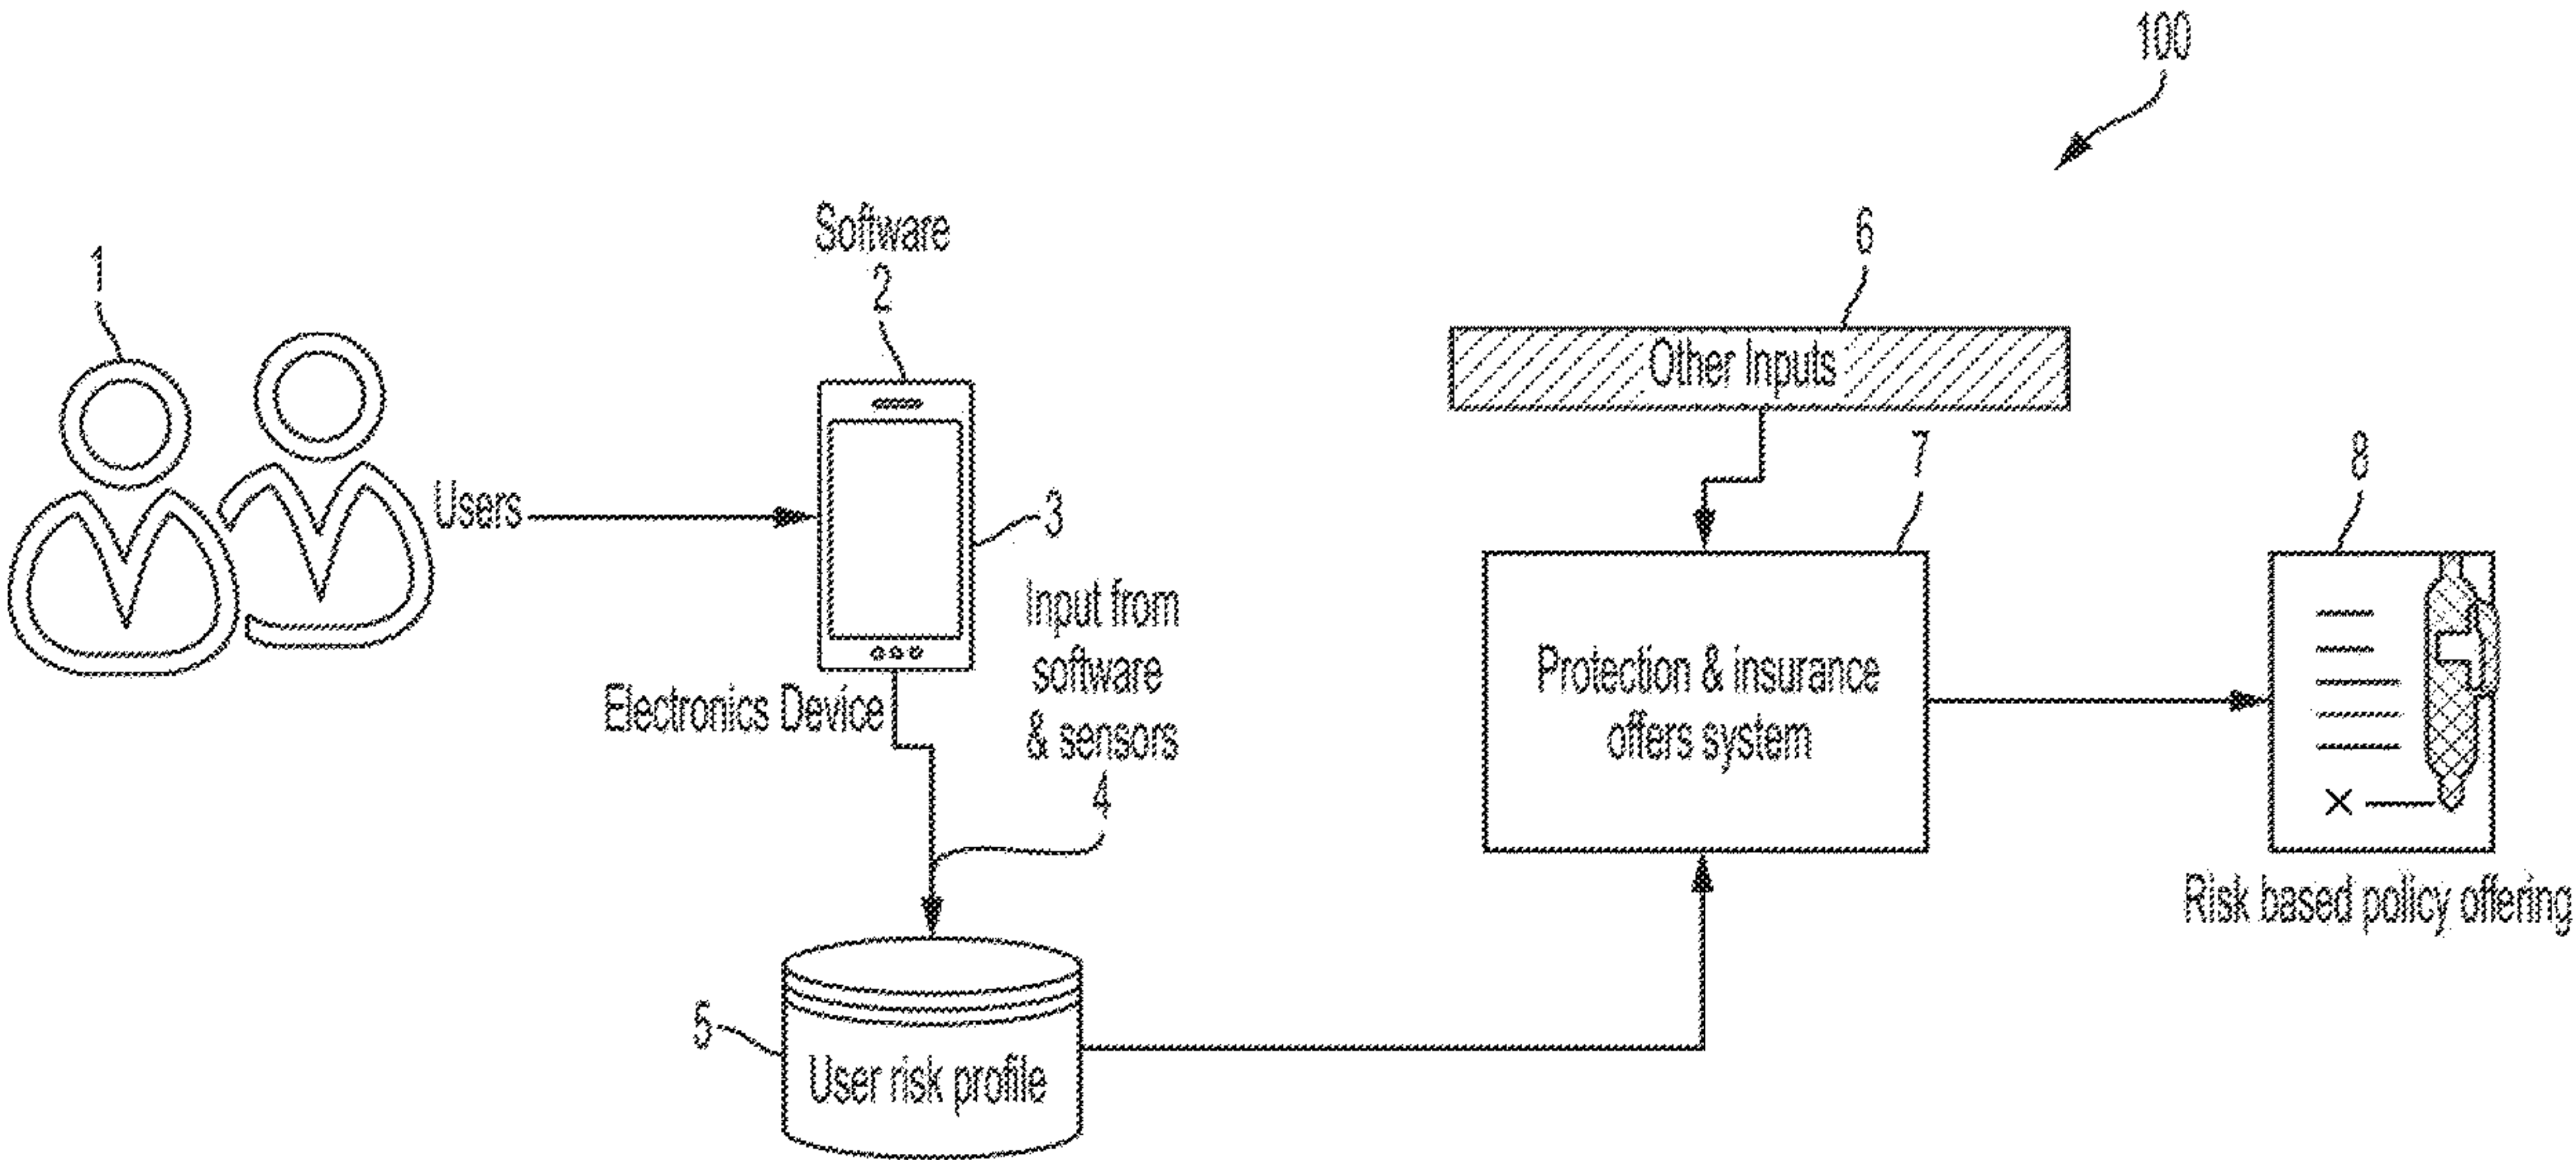 100
Software
2
1
6
Other Inputs
7
8
Users
3
Input from
software
& sensors
4
Electronics Device
Protection & insurance
offers system
Risk based policy offering
5
User risk profile